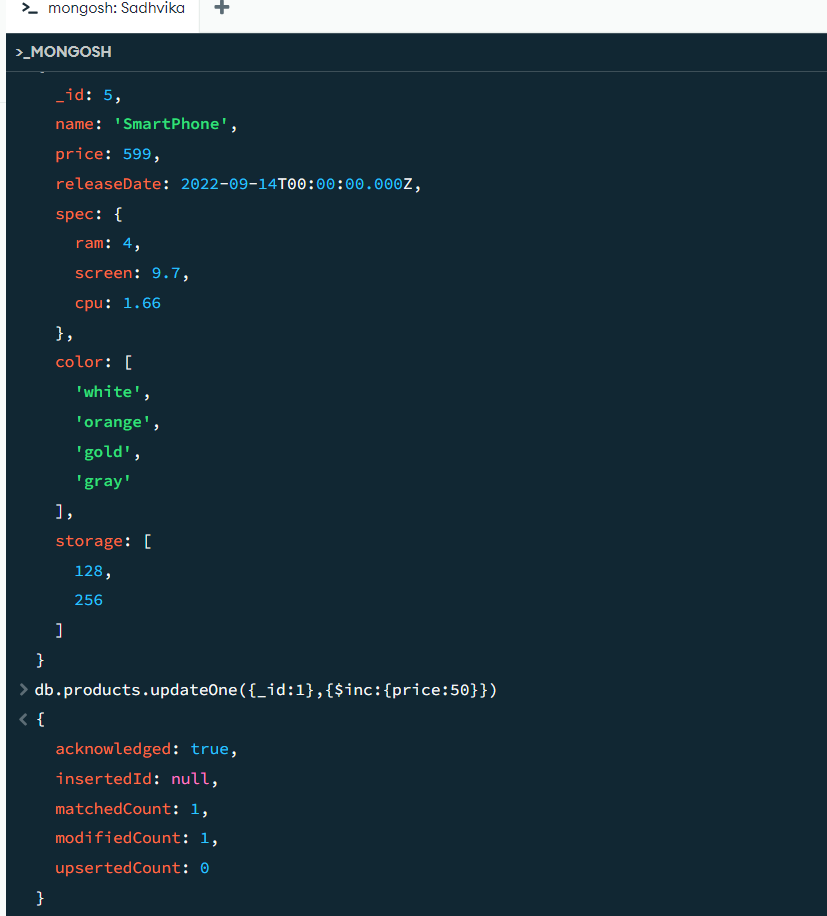 >_ mongosh: Sadhvika +
>_MONGOSH
_id: 5,
name: 'SmartPhone',
price: 599,
releaseDate: 2022-09-14T00:00:00.000Z,
spec: {
ram: 4,
screen: 9.7,
cpu: 1.66
},
color: [
'white',
'orange',
'gold',
'gray'
],
storage: [
128,
256
]
}
> db.products.updateOne({_id:1},{$inc:{price:50}})
< {
acknowledged: true,
insertedId: null,
matchedCount: 1,
modifiedCount: 1,
upsertedCount: 0
}